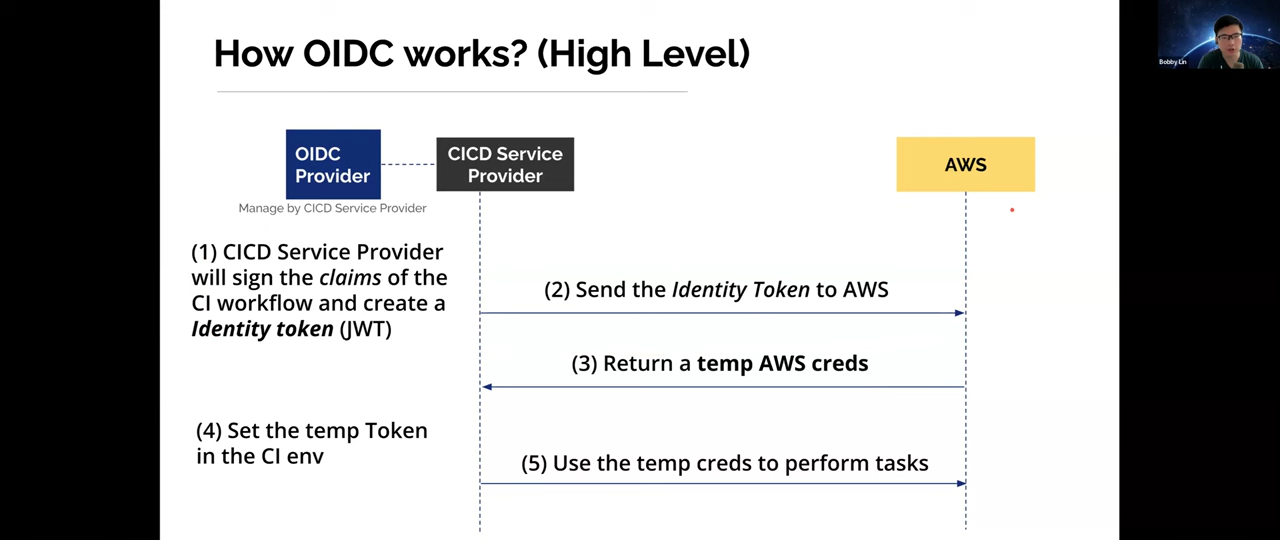 How OIDC works? (High Level)
Bobby Lin
OIDC
Provider
CICD Service
Provider
AWS
Manage by CICD Service Provider
(1) CICD Service Provider
will sign the claims of the
CI workflow and create a
Identity token (JWT)
(2) Send the Identity Token to AWS
(3) Return a temp AWS creds
(4) Set the temp Token
in the CI env
(5) Use the temp creds to perform tasks